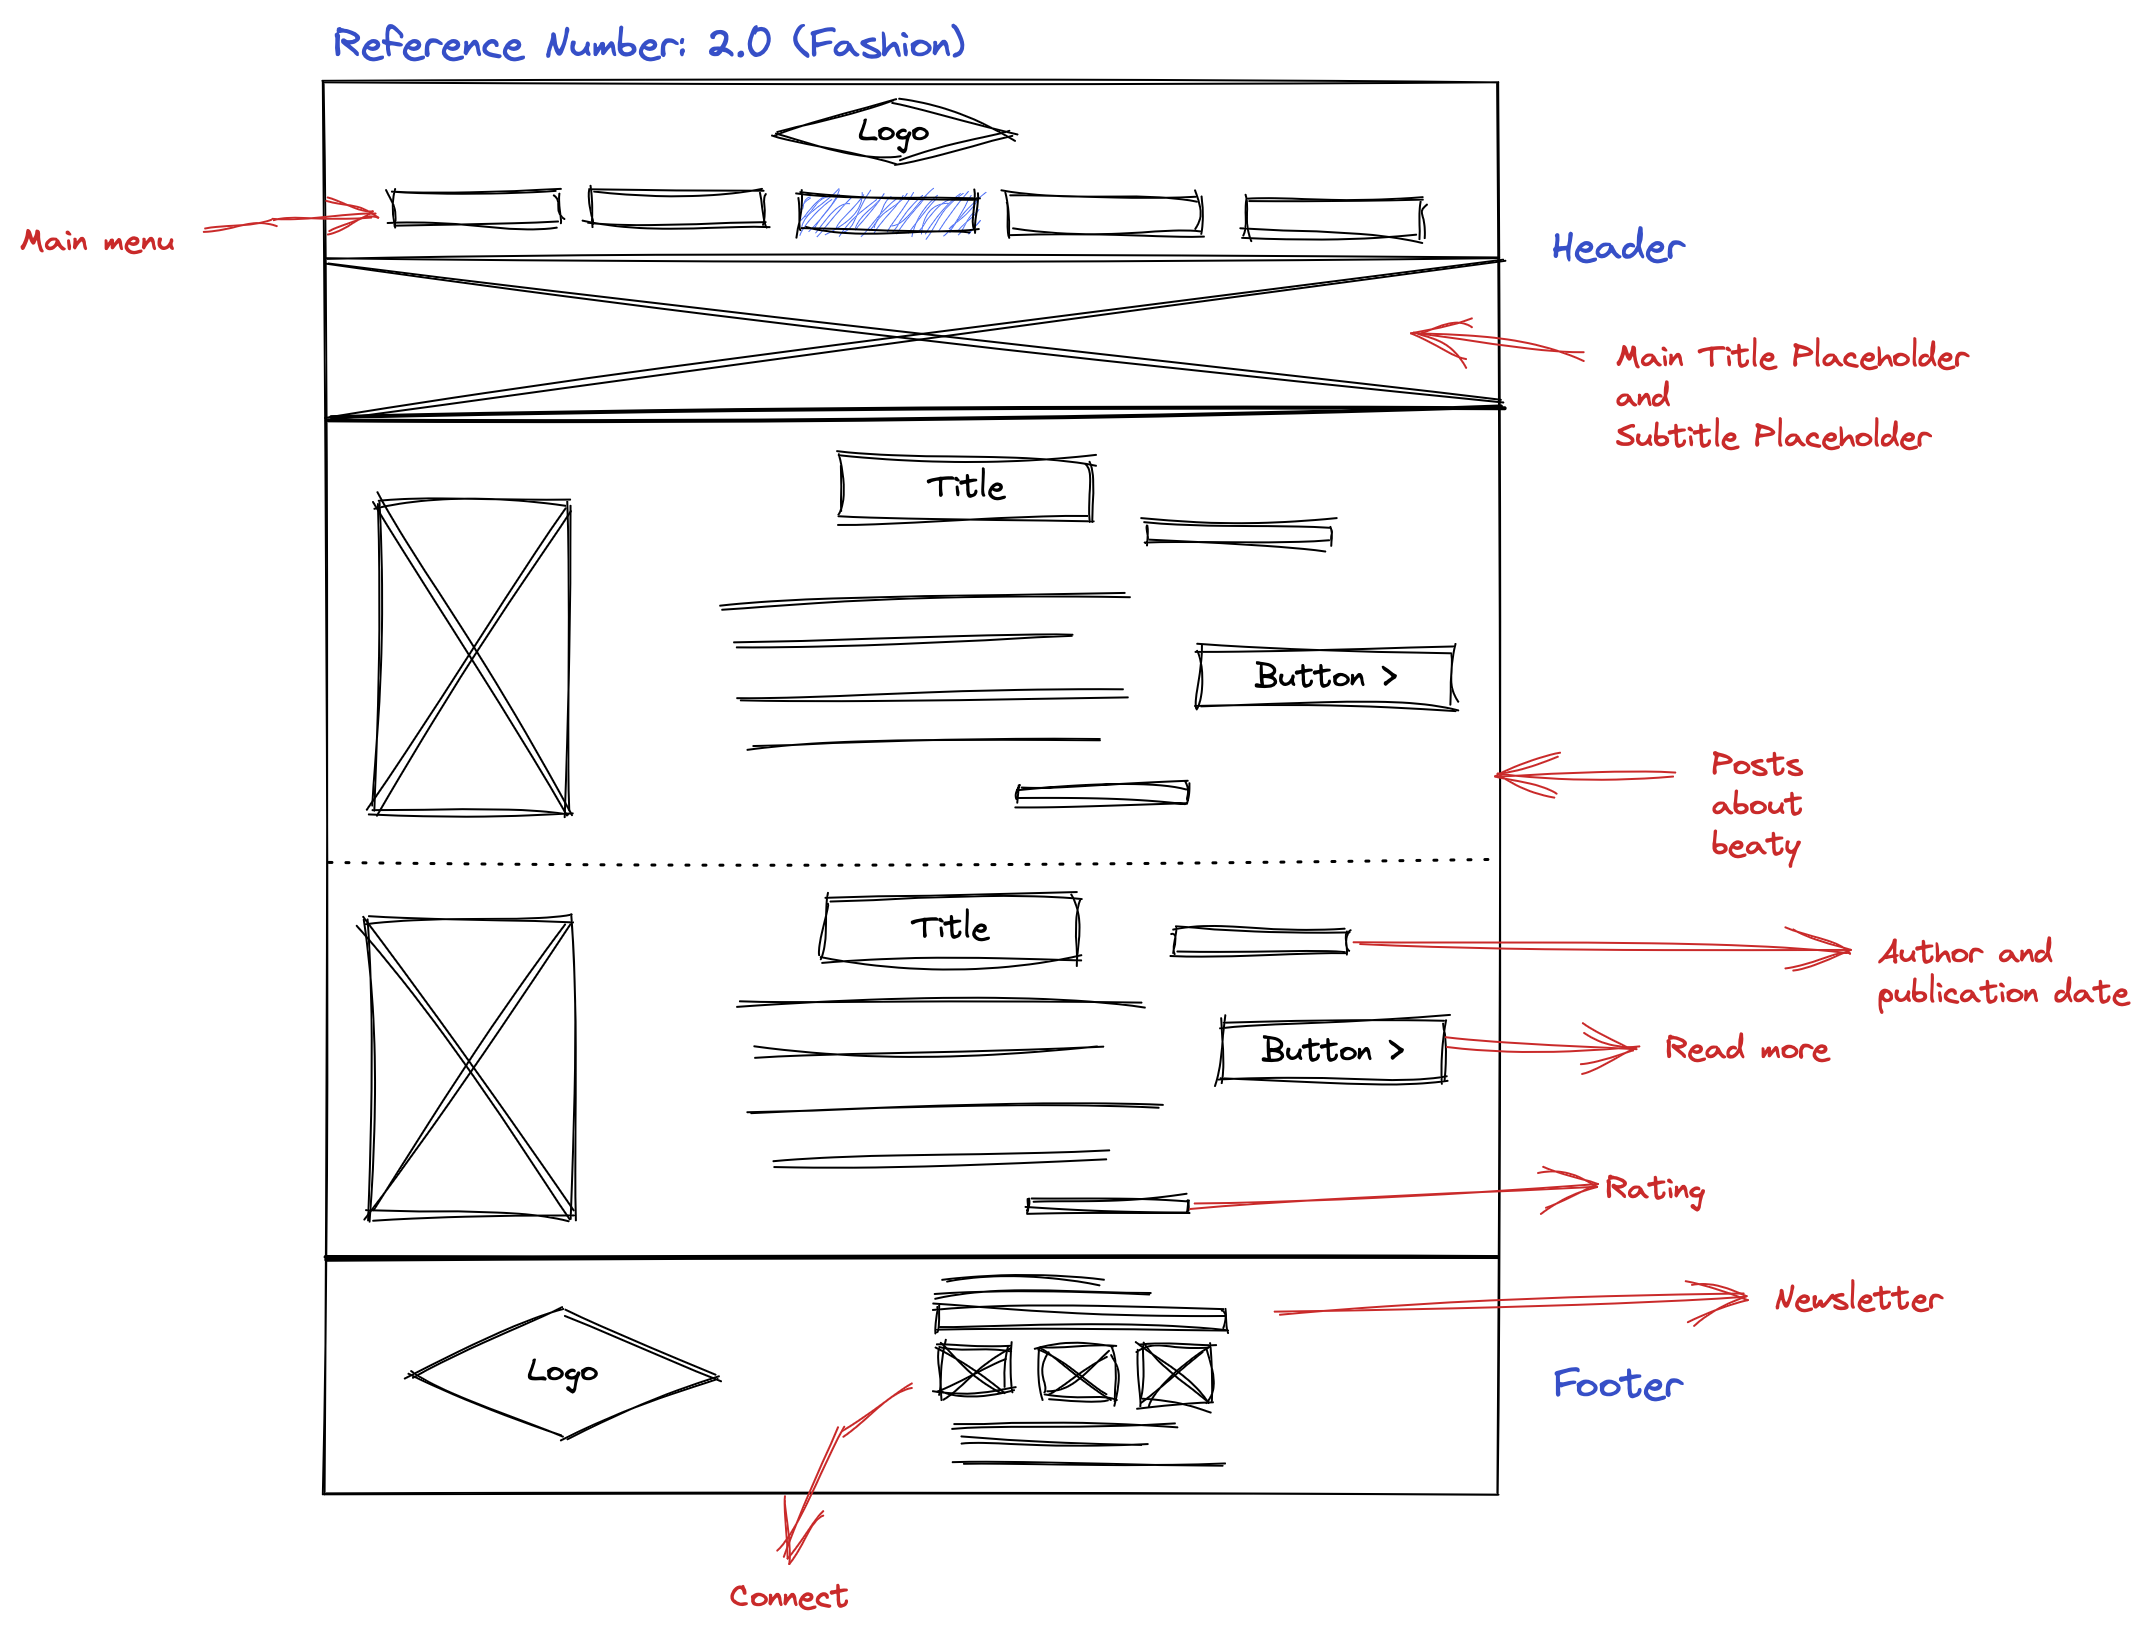 Reference Number: 2.0 (Fashion)
Logo
Main menu
Header
Main Title Placeholder
and
Subtitle Placeholder
Title
Button >
Posts
about
beaty
Title
Author and
publication date
Button >
Read more
Rating
Newsletter
Logo
Footer
Connect